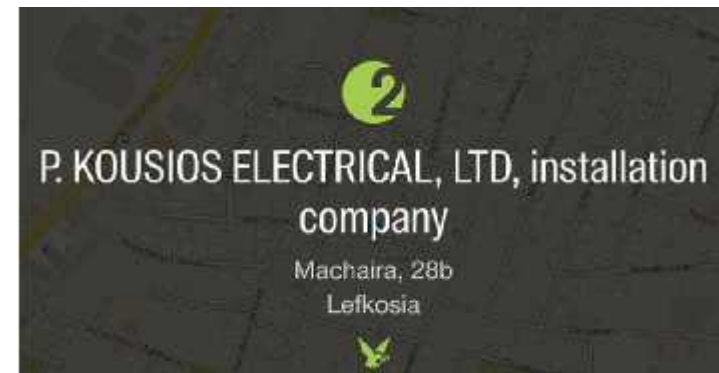 2
P. KOUSIOS ELECTRICAL, LTD, installation
company
Machaira, 28b
Lefkosia